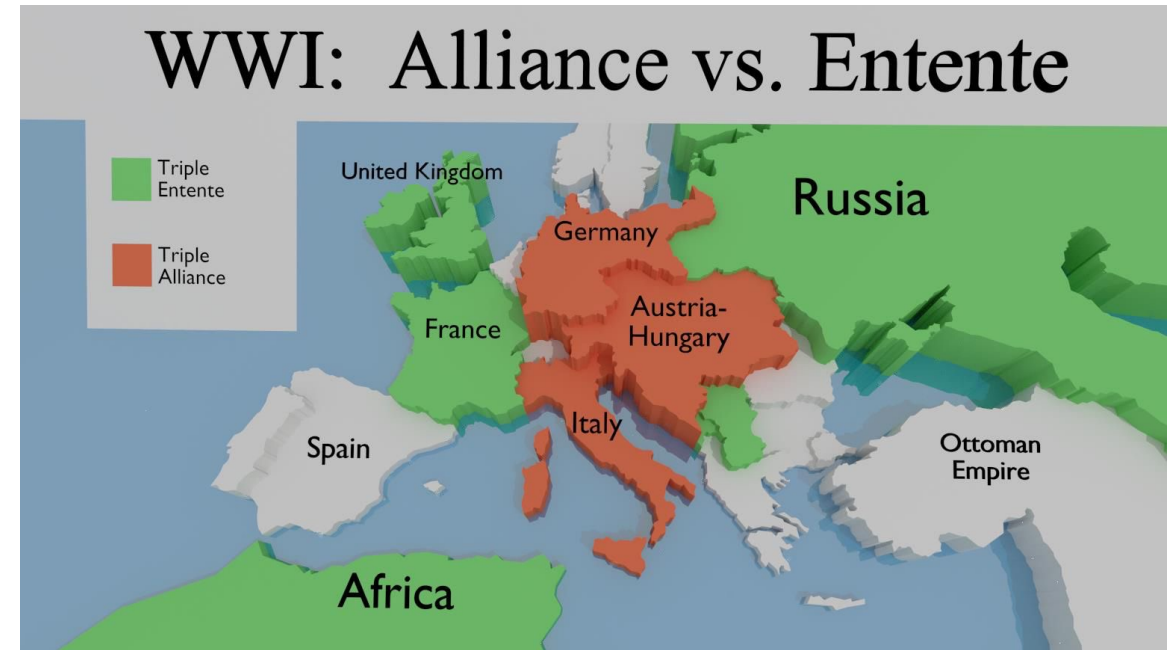 WWI: Alliance vs. Entente
Triple
Entente
Triple
Alliance
United Kingdom
Germany
Russia
France
Austria-
Hungary
Italy
Spain
Ottoman
Empire
Africa